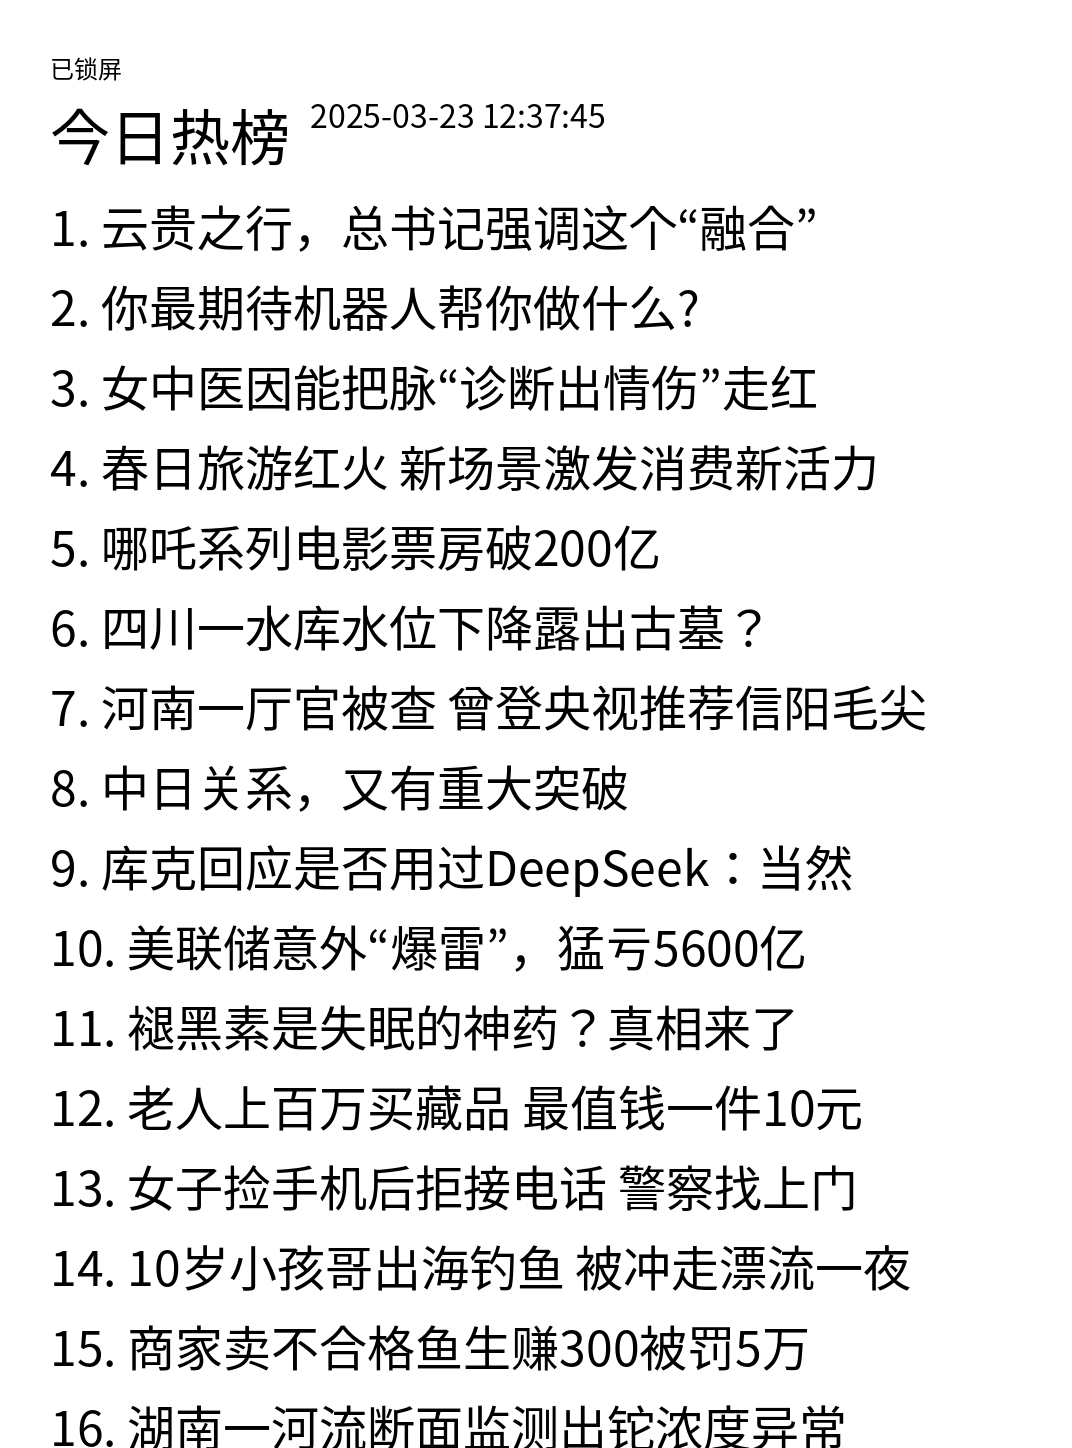 已锁屏
今日热榜 2025-03-23 12:37:45
1. 云贵之行，总书记强调这个“融合”
2. 你最期待机器人帮你做什么?
3. 女中医因能把脉“诊断出情伤”走红
4. 春日旅游红火 新场景激发消费新活力
5. 哪吒系列电影票房破200亿
6. 四川一水库水位下降露出古墓？
7. 河南一厅官被查 曾登央视推荐信阳毛尖
8. 中日关系，又有重大突破
9. 库克回应是否用过DeepSeek：当然
10. 美联储意外“爆雷”，猛亏5600亿
11. 褪黑素是失眠的神药？真相来了
12. 老人上百万买藏品 最值钱一件10元
13. 女子捡手机后拒接电话 警察找上门
14. 10岁小孩哥出海钓鱼 被冲走漂流一夜
15. 商家卖不合格鱼生赚300被罚5万
16. 湖南一河流断面监测出铊浓度异常